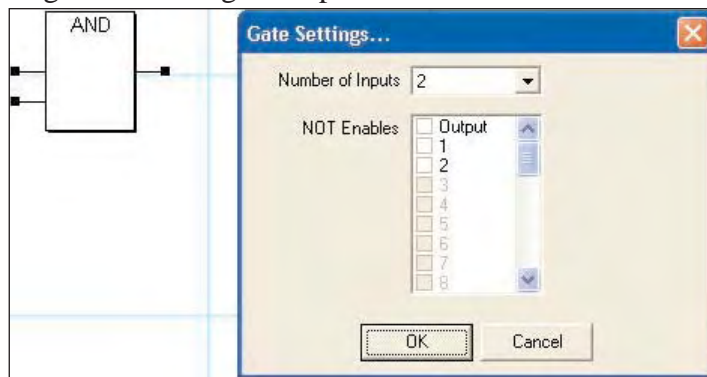 AND
Gate Settings...
Number of Inputs 2
NOT Enables
Output
1
2
3
4
5
6
7
8
OK Cancel